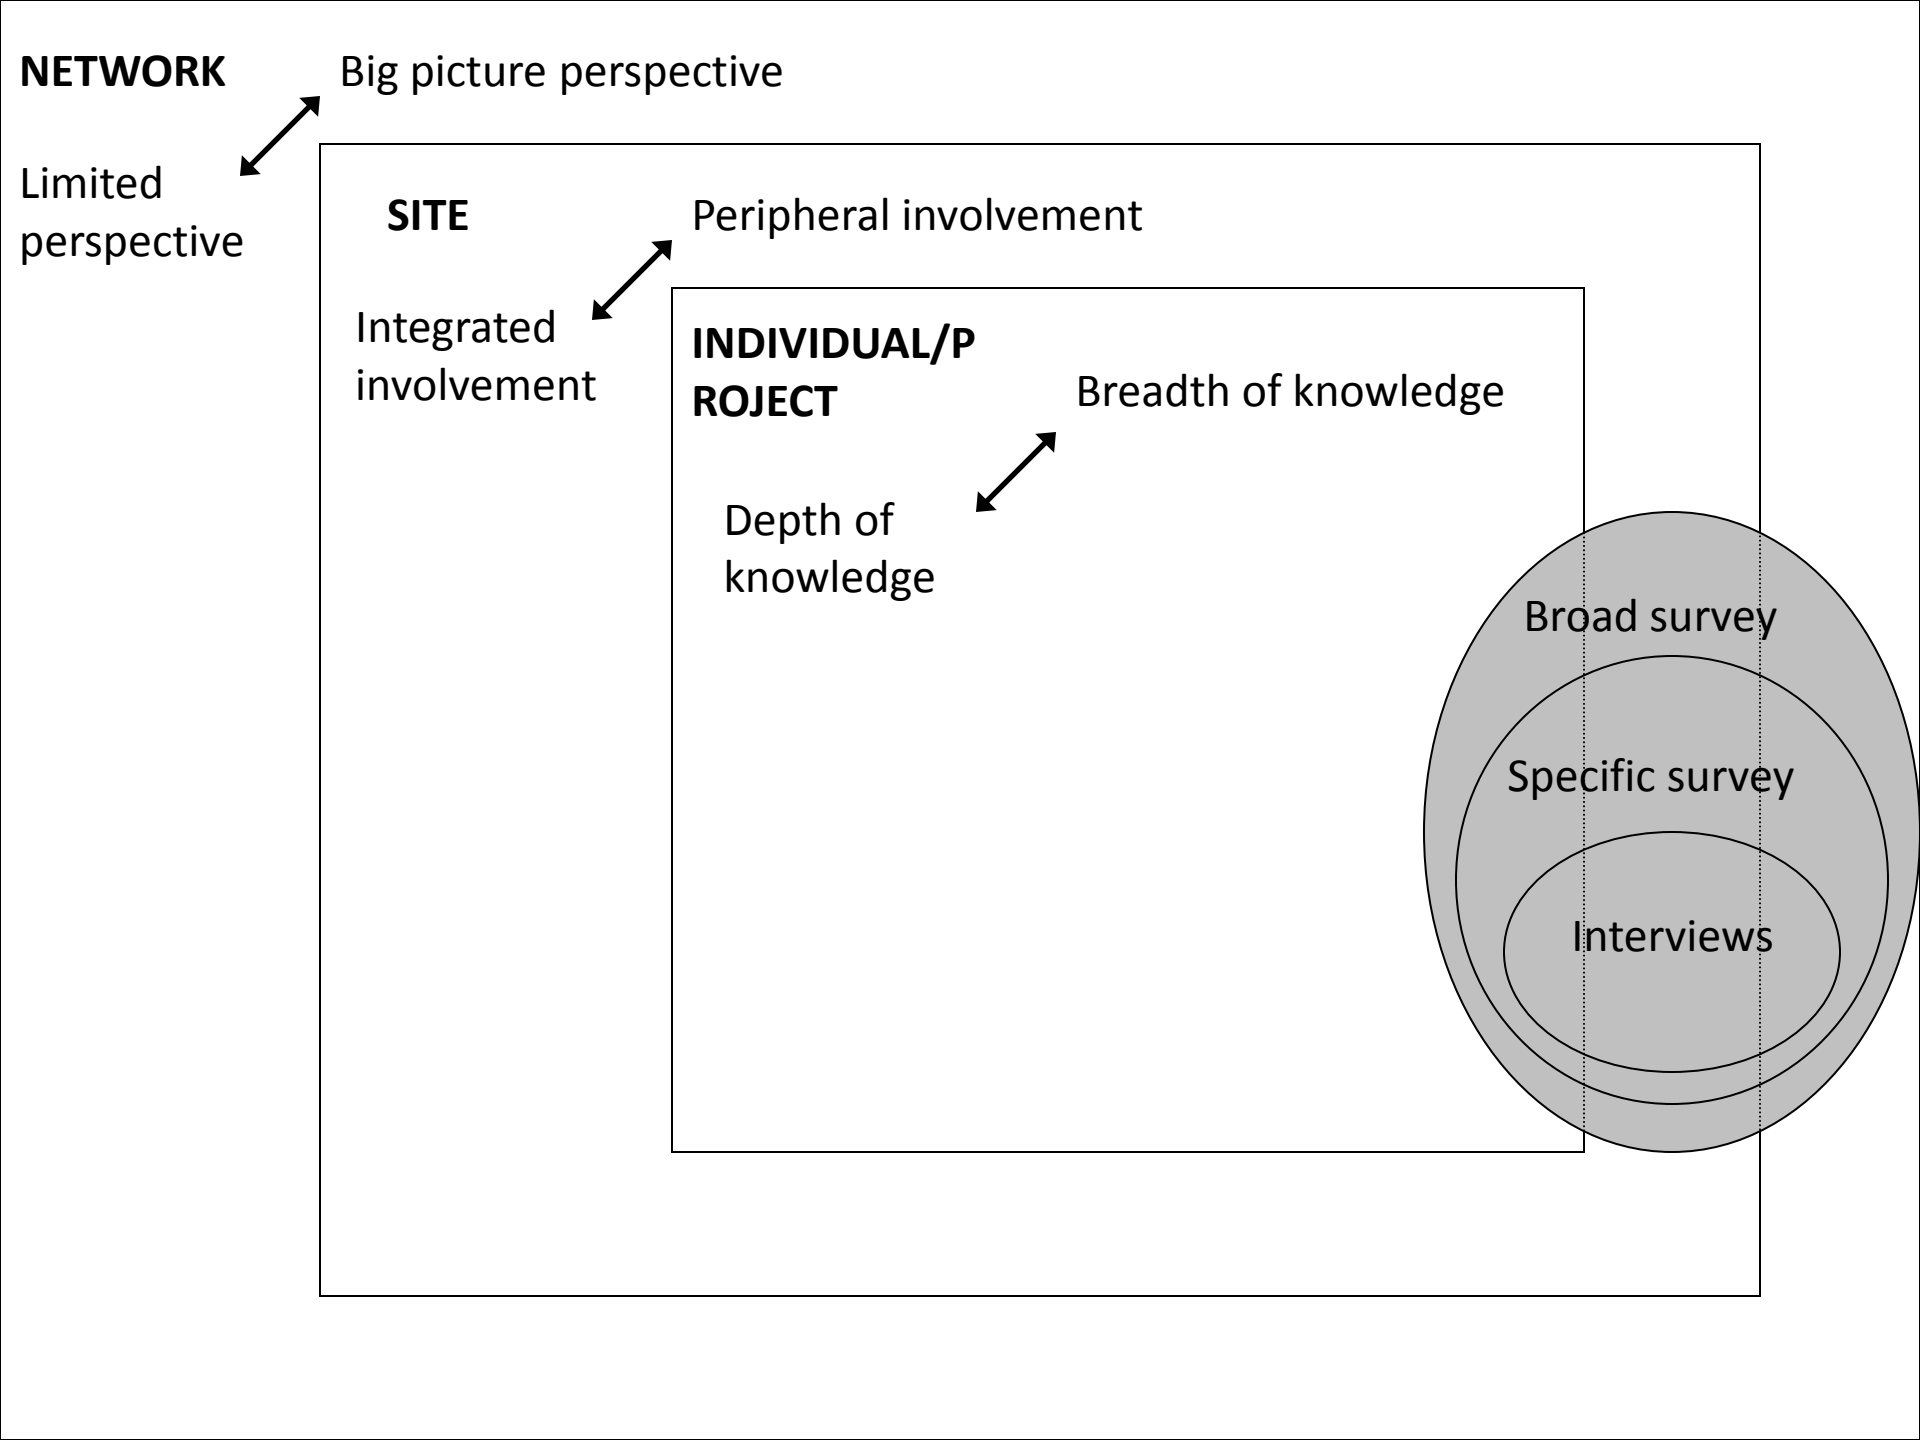 NETWORK
Big picture perspective
Limited
perspective
SITE
Peripheral involvement
Integrated
involvement
INDIVIDUAL/P
ROJECT
Breadth of knowledge
Depth of
knowledge
Broad survey
Specific survey
Interviews